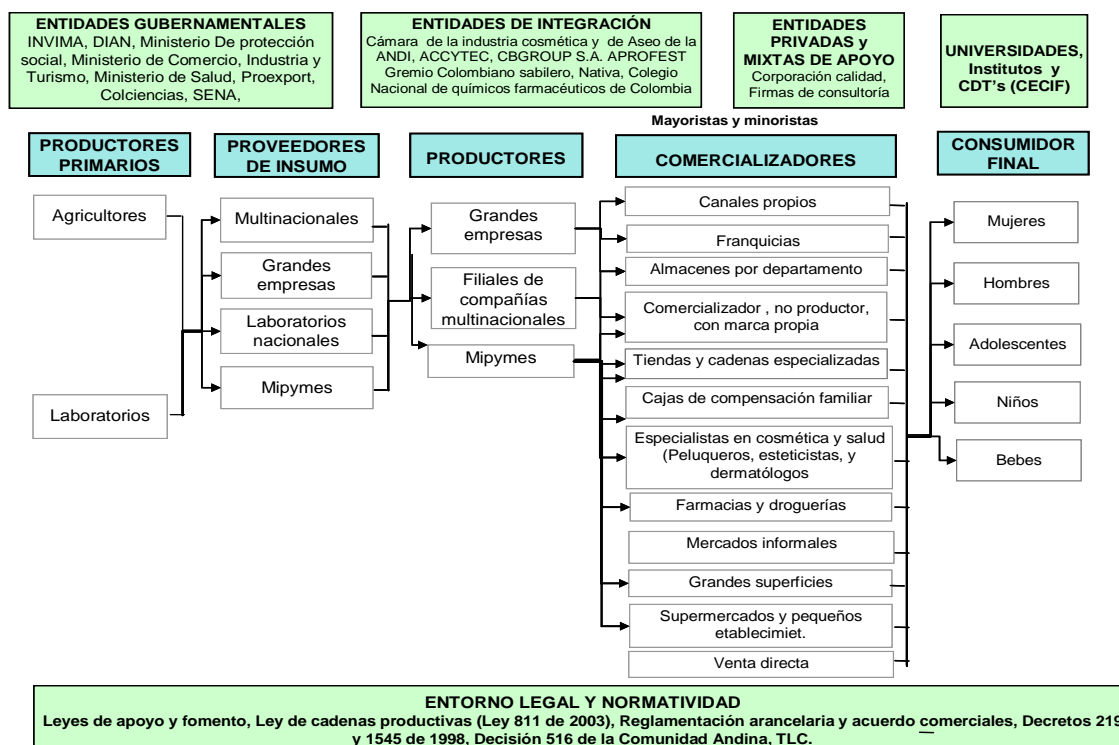 ENTIDADES GUBERNAMENTALES
INVIMA, DIAN, Ministerio De protección
social, Ministerio de Comercio, Industria y
Turismo, Ministerio de Salud, Proexport,
Colciencias, SENA,
ENTIDADES DE INTEGRACIÓN
Cámara de la industria cosmética y de Aseo de la
ANDI, ACCYTEC, CBGROUP S.A. APROFEST
Gremio Colombiano sabilero, Nativa, Colegio
Nacional de químicos farmacéuticos de Colombia
ENTIDADES
PRIVADAS y
MIXTAS DE APOYO
Corporación calidad,
Firmas de consultoría
UNIVERSIDADES,
Institutos y
CDT's (CECIF)
Mayoristas y minoristas
PRODUCTORES
PRIMARIOS
PROVEEDORES
DE INSUMO
PRODUCTORES
COMERCIALIZADORES
CONSUMIDOR
FINAL
Agricultores
Laboratorios
Multinacionales
Grandes
empresas
Laboratorios
nacionales
Mipymes
Grandes
empresas
Filiales de
compañías
multinacionales
Mipymes
Canales propios
Franquicias
Almacenes por departamento
Comercializador , no productor,
con marca propia
Tiendas y cadenas especializadas
Cajas de compensación familiar
Especialistas en cosmética y salud
(Peluqueros, esteticistas, y
dermatólogos
Farmacias y droguerías
Mercados informales
Grandes superficies
Supermercados y pequeños
etablecimiet.
Venta directa
Mujeres
Hombres
Adolescentes
Niños
Bebes
ENTORNO LEGAL Y NORMATIVIDAD
Leyes de apoyo y fomento, Ley de cadenas productivas (Ley 811 de 2003), Reglamentación arancelaria y acuerdo comerciales, Decretos 219
y 1545 de 1998, Decisión 516 de la Comunidad Andina, TLC.